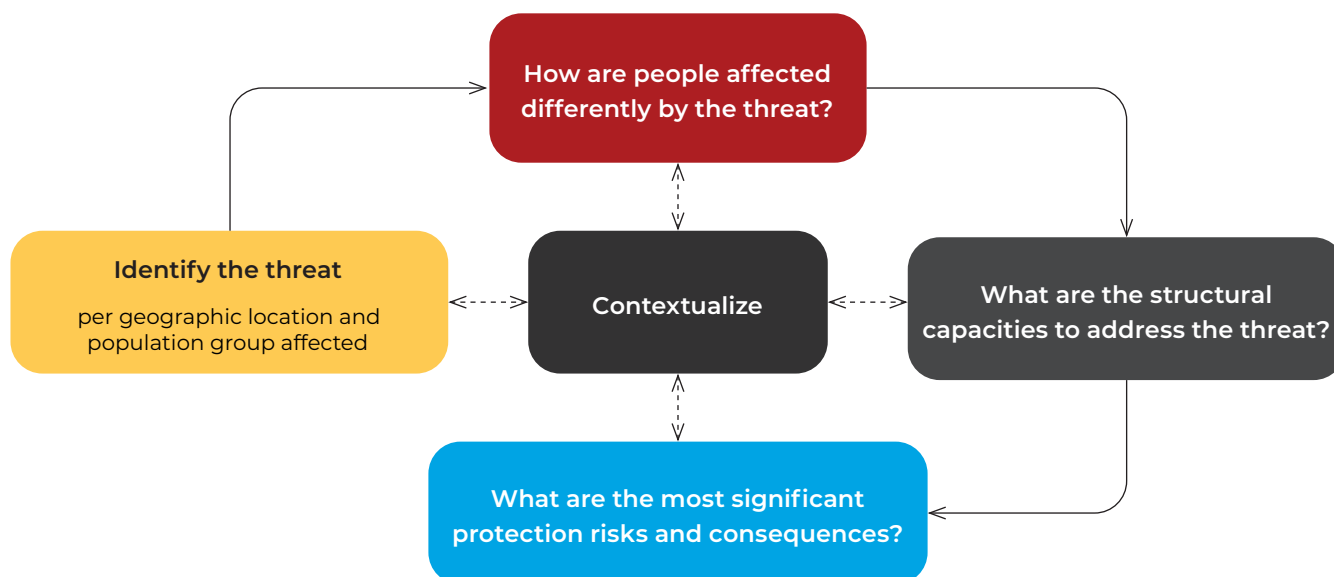 How are people affected
differently by the threat?
Identify the threat
per geographic location and
population group affected
Contextualize
What are the structural
capacities to address the threat?
What are the most significant
protection risks and consequences?